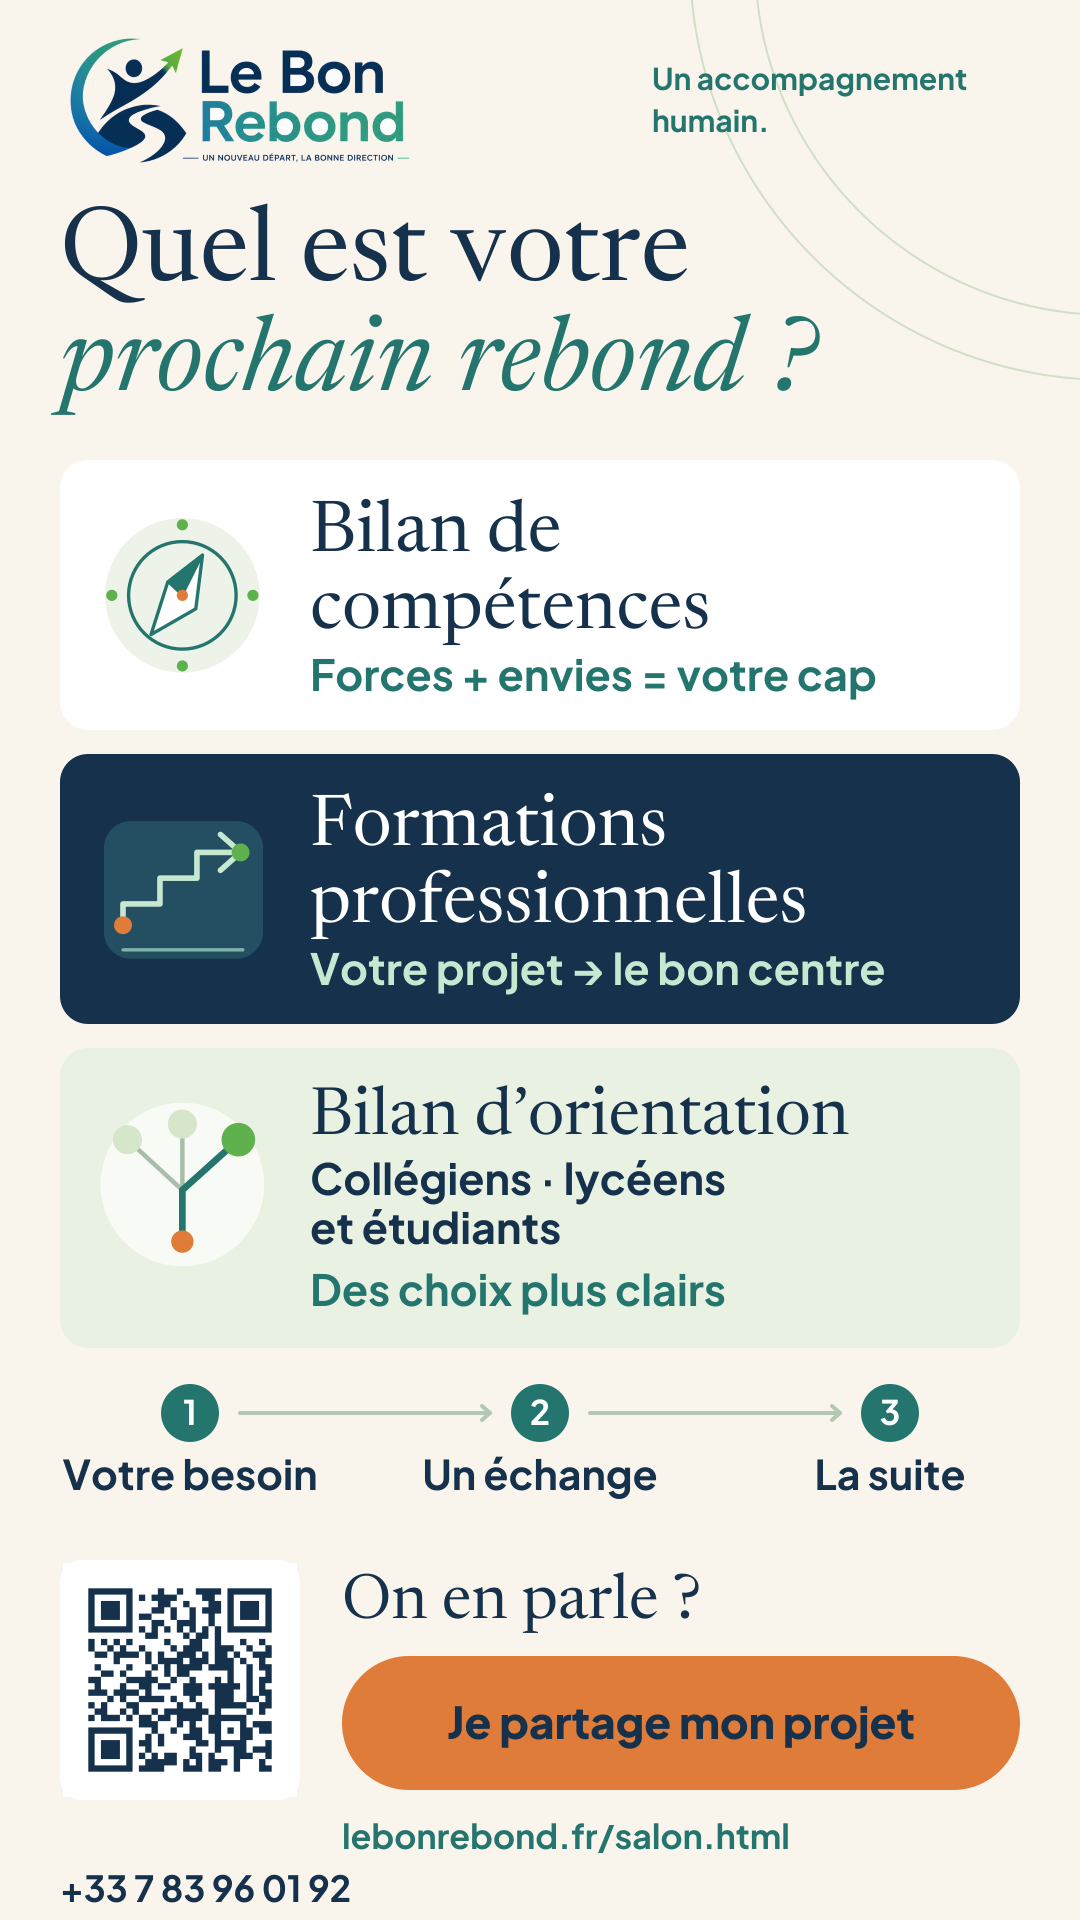 Le Bon
Rebond
UN NOUVEAU DÉPART, LA BONNE DIRECTION
Un accompagnement
humain.
Quel est votre
prochain rebond ?
Bilan de
compétences
Forces + envies = votre cap
Formations
professionnelles
Votre projet → le bon centre
Bilan d’orientation
Collégiens · lycéens
et étudiants
Des choix plus clairs
1
2
3
Votre besoin
Un échange
La suite
On en parle ?
Je partage mon projet
lebonrebond.fr/salon.html
+33 7 83 96 01 92